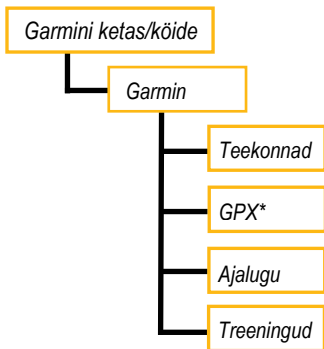 Garmini ketas/köide
Garmin
Teekonnad
GPX*
Ajalugu
Treeningud